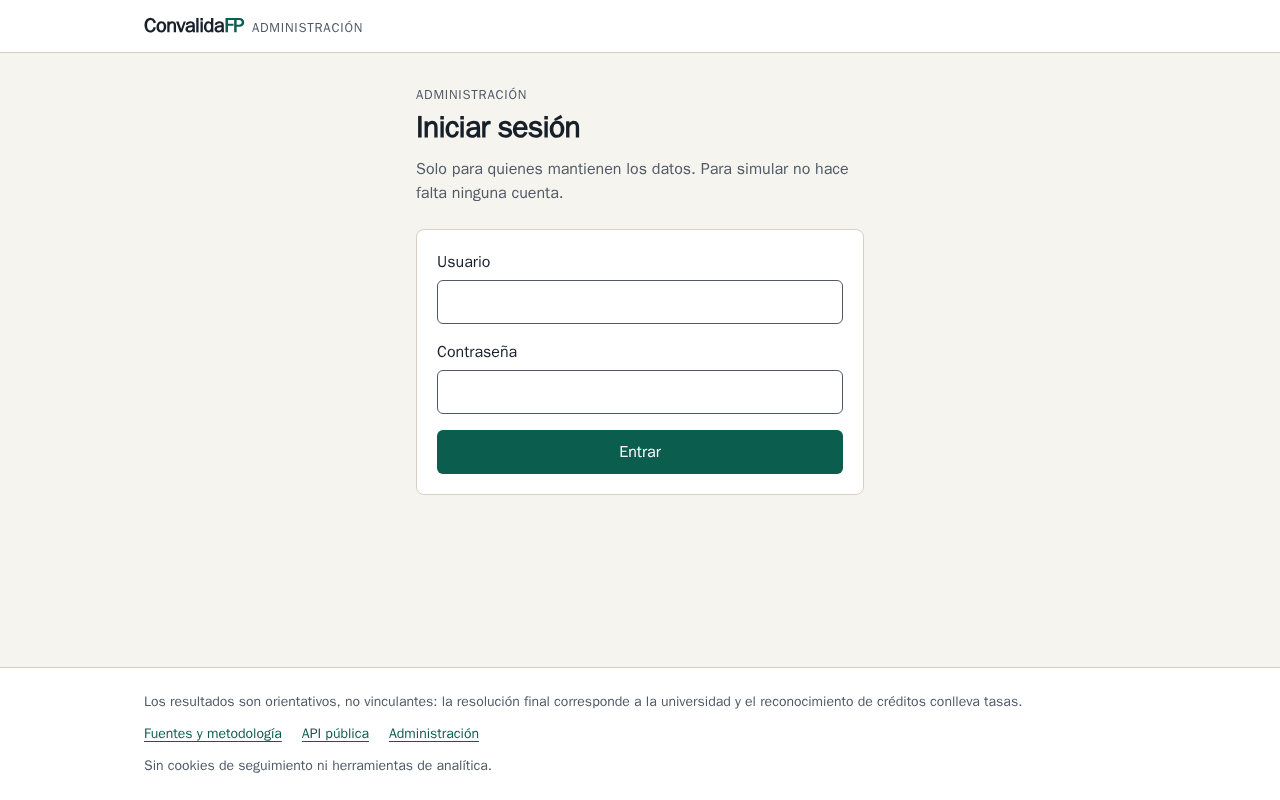 ConvalidaFP ADMINISTRACIÓN
ADMINISTRACIÓN
Iniciar sesión
Solo para quienes mantienen los datos. Para simular no hace
falta ninguna cuenta.
Usuario
Contraseña
Entrar
Los resultados son orientativos, no vinculantes: la resolución final corresponde a la universidad y el reconocimiento de créditos conlleva tasas.
Fuentes y metodología API pública Administración
Sin cookies de seguimiento ni herramientas de analítica.